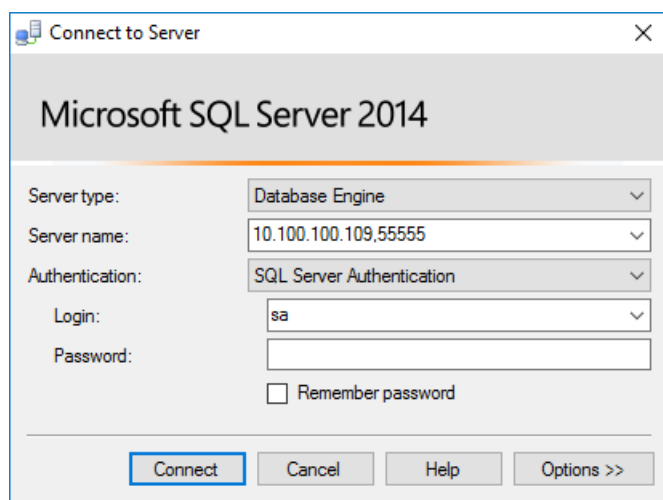 Connect to Server
Microsoft SQL Server 2014
Server type: Database Engine
Server name: 10.100.100.109,55555
Authentication: SQL Server Authentication
Login: sa
Password:
Remember password
Connect Cancel Help Options >>